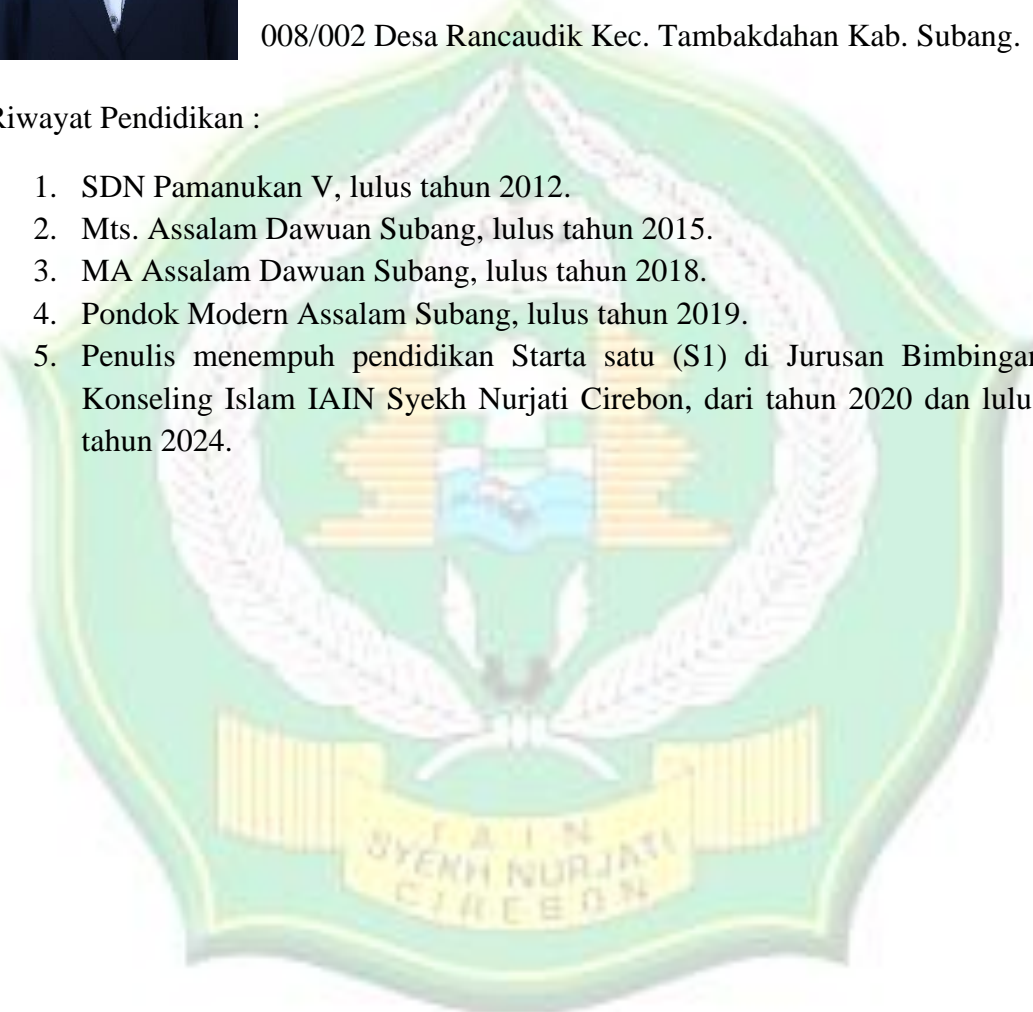 008/002 Desa Rancaudik Kec. Tambakdahan Kab. Subang.
Riwayat Pendidikan :
1. SDN Pamanukan V, lulus tahun 2012.
2. Mts. Assalam Dawuan Subang, lulus tahun 2015.
3. MA Assalam Dawuan Subang, lulus tahun 2018.
4. Pondok Modern Assalam Subang, lulus tahun 2019.
5. Penulis menempuh pendidikan Starta satu (S1) di Jurusan Bimbingan
Konseling Islam IAIN Syekh Nurjati Cirebon, dari tahun 2020 dan lulu
tahun 2024.
IAIN
SYEKH NURJATI
CIREBON